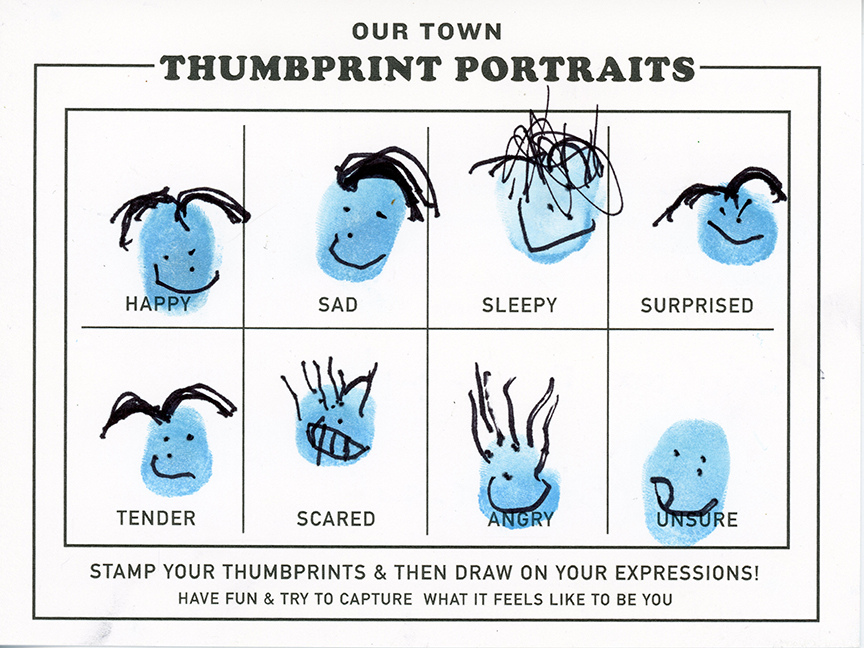 OUR TOWN
THUMBPRINT PORTRAITS
HAPPY SAD SLEEPY SURPRISED
TENDER SCARED ANGRY UNSURE
STAMP YOUR THUMBPRINTS & THEN DRAW ON YOUR EXPRESSIONS!
HAVE FUN & TRY TO CAPTURE WHAT IT FEELS LIKE TO BE YOU